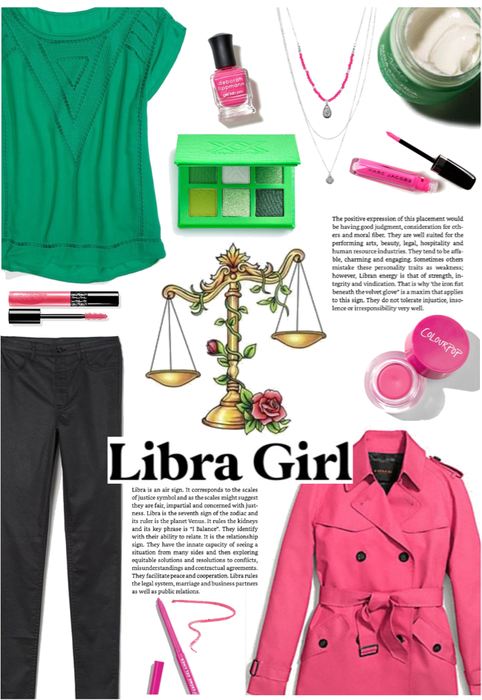 deborah
lippmann
MARC JACOBS
The positive expression of this placement would
be having good judgment, consideration for oth-
ers and moral fiber. They are well suited for the
performing arts, beauty, legal, hospitality and
human resource industries. They tend to be affa-
ble, charming and engaging. Sometimes others
mistake these personality traits as weakness;
however, Libran energy is that of strength, in-
tegrity and vindication. That is why "the iron fist
beneath the velvet glove" is a maxim that applies
to this sign. They do not tolerate injustice, inso-
lence or irresponsibility very well.
COLOURPOP
Libra Girl
Libra is an air sign. It corresponds to the scales
of justice symbol and as the scales might suggest
they are fair, impartial and concerned with jus-
tness. Libra is the seventh sign of the zodiac and
its ruler is the planet Venus. It rules the kidneys
and its key phrase is "I Balance". They identify
with their ability to relate. It is the relationship
sign. They have the innate capacity of seeing a
situation from many sides and then exploring
equitable solutions and resolutions to conflicts,
misunderstandings and contractual agreements.
They facilitate peace and cooperation. Libra rules
the legal system, marriage and business partners
as well as public relations.